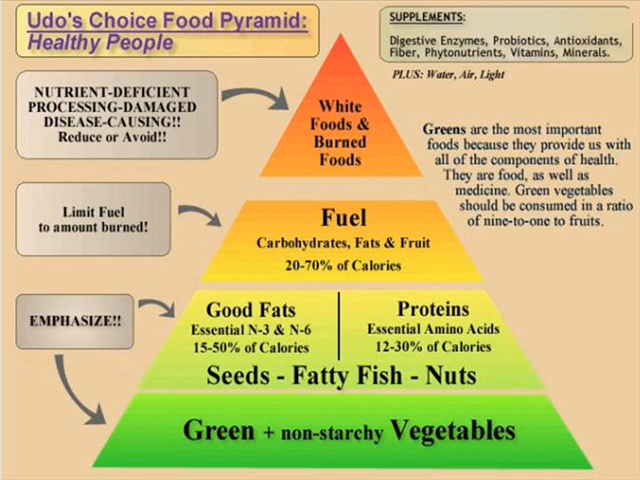 Udo's Choice Food Pyramid:
Healthy People
SUPPLEMENTS:
Digestive Enzymes, Probiotics, Antioxidants,
Fiber, Phytonutrients, Vitamins, Minerals.
PLUS: Water, Air, Light
NUTRIENT-DEFICIENT
PROCESSING-DAMAGED
DISEASE-CAUSING!!
Reduce or Avoid!!
White
Foods &
Burned
Foods
Greens are the most important
foods because they provide us with
all of the components of health.
They are food, as well as
medicine. Green vegetables
should be consumed in a ratio
of nine-to-one to fruits.
Limit Fuel
to amount burned!
Fuel
Carbohydrates, Fats & Fruit
20-70% of Calories
EMPHASIZE!!
Good Fats
Essential N-3 & N-6
15-50% of Calories
Proteins
Essential Amino Acids
12-30% of Calories
Seeds - Fatty Fish - Nuts
Green + non-starchy Vegetables